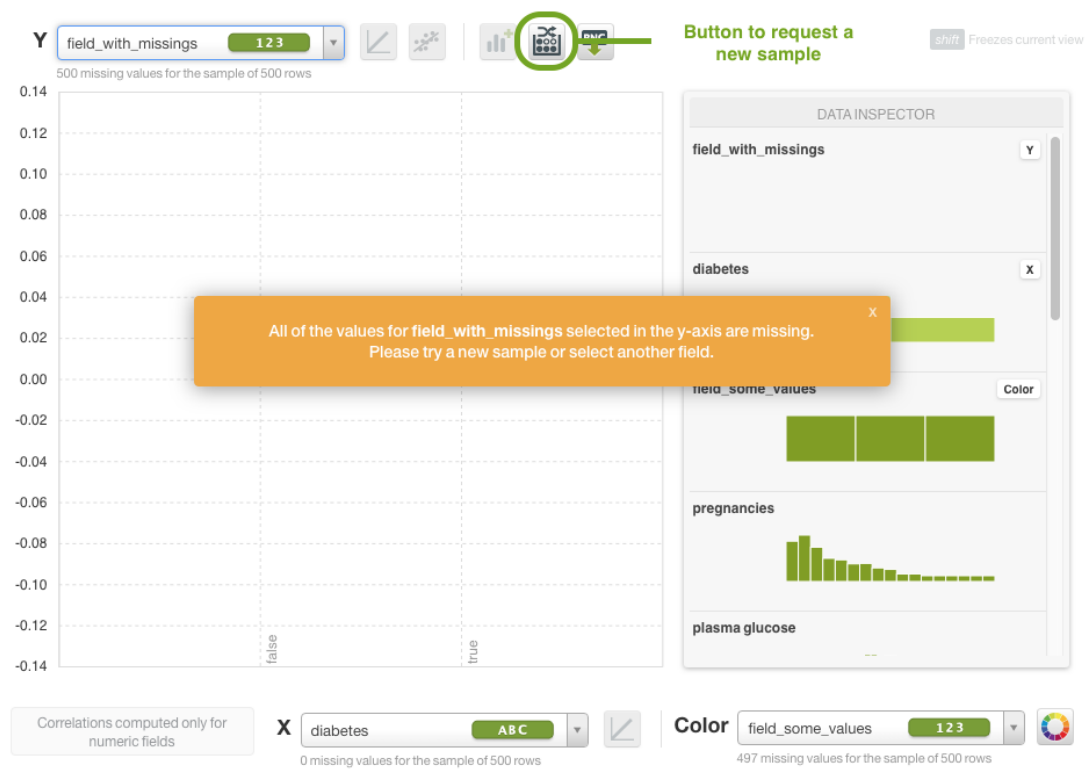 Y
field_with_missings
123
500 missing values for the sample of 500 rows
PNG
Button to request a
new sample
shift Freezes current view
0.14
0.12
0.10
0.08
0.06
0.04
0.02
0.00
-0.02
-0.04
-0.06
-0.08
-0.10
-0.12
-0.14
false
true
DATA INSPECTOR
field_with_missings
Y
diabetes
X
x
All of the values for field_with_missings selected in the y-axis are missing.
Please try a new sample or select another field.
field_some_values
Color
pregnancies
plasma glucose
Correlations computed only for
numeric fields
X
diabetes
ABC
0 missing values for the sample of 500 rows
Color
field_some_values
123
497 missing values for the sample of 500 rows